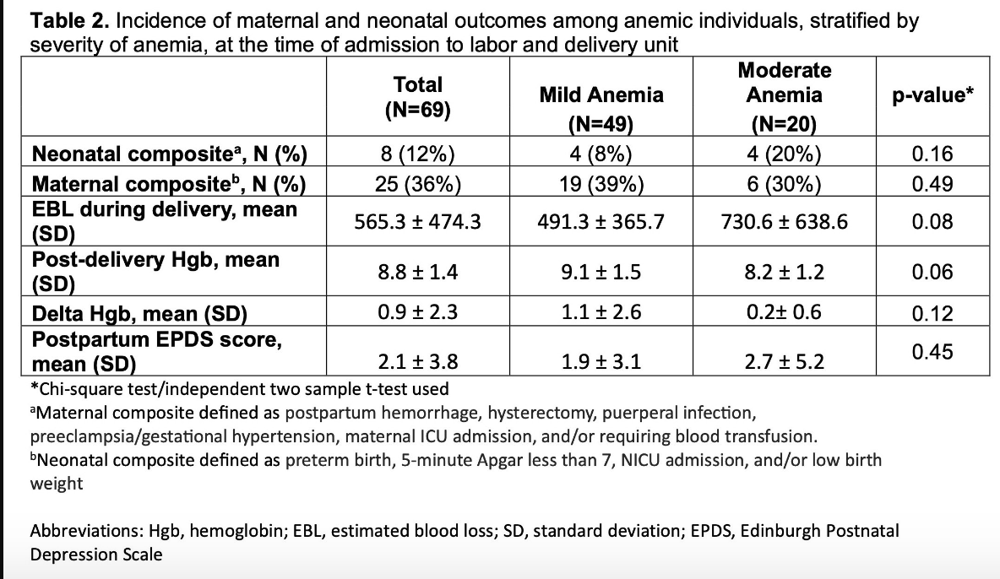 Table 2. Incidence of maternal and neonatal outcomes among anemic individuals, stratified by
severity of anemia, at the time of admission to labor and delivery unit
Total (N=69) Mild Anemia (N=49) Moderate Anemia (N=20) p-value*
Neonatal compositeᵃ, N (%) 8 (12%) 4 (8%) 4 (20%) 0.16
Maternal compositeᵇ, N (%) 25 (36%) 19 (39%) 6 (30%) 0.49
EBL during delivery, mean (SD) 565.3 ± 474.3 491.3 ± 365.7 730.6 ± 638.6 0.08
Post-delivery Hgb, mean (SD) 8.8 ± 1.4 9.1 ± 1.5 8.2 ± 1.2 0.06
Delta Hgb, mean (SD) 0.9 ± 2.3 1.1 ± 2.6 0.2± 0.6 0.12
Postpartum EPDS score, mean (SD) 2.1 ± 3.8 1.9 ± 3.1 2.7 ± 5.2 0.45
*Chi-square test/independent two sample t-test used
ᵃMaternal composite defined as postpartum hemorrhage, hysterectomy, puerperal infection,
preeclampsia/gestational hypertension, maternal ICU admission, and/or requiring blood transfusion.
ᵇNeonatal composite defined as preterm birth, 5-minute Apgar less than 7, NICU admission, and/or low birth
weight
Abbreviations: Hgb, hemoglobin; EBL, estimated blood loss; SD, standard deviation; EPDS, Edinburgh Postnatal
Depression Scale